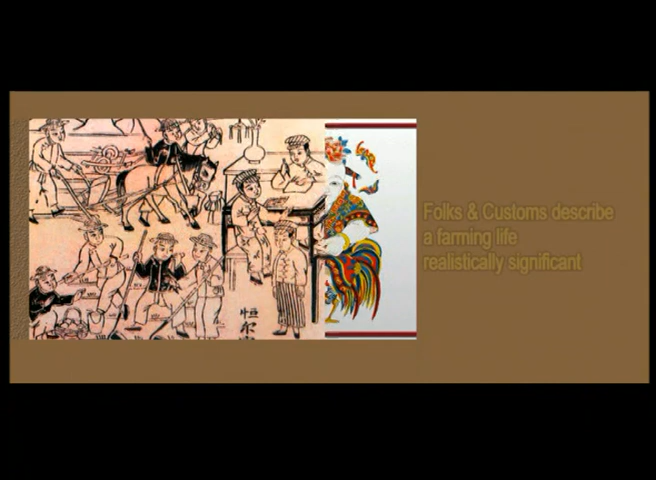 Folks & Customs describe
a farming life
realistically significant